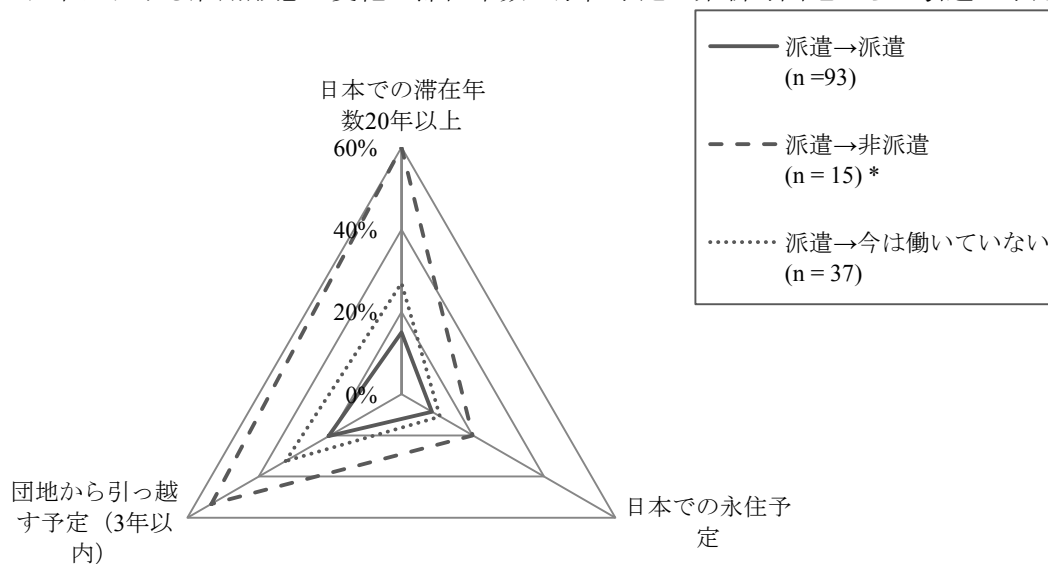 派遣→派遣
(n =93)
派遣→非派遣
(n = 15) *
派遣→今は働いていない
(n = 37)
日本での滞在年
数20年以上
60%
40%
20%
0%
団地から引っ越
す予定（3年以
内）
日本での永住予
定